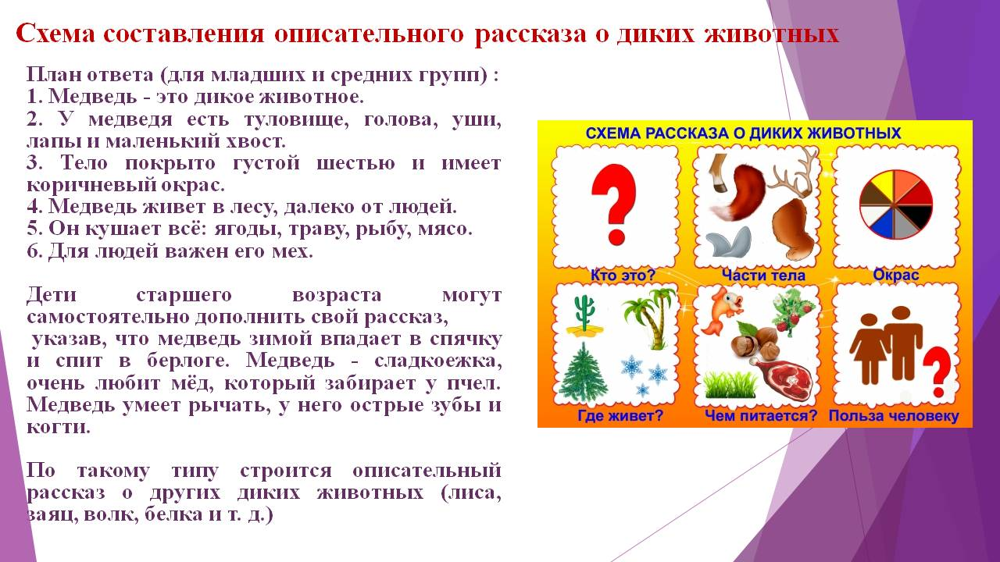 Схема составления описательного рассказа о диких животных
План ответа (для младших и средних групп) :
1. Медведь - это дикое животное.
2. У медведя есть туловище, голова, уши,
лапы и маленький хвост.
3. Тело покрыто густой шестью и имеет
коричневый окрас.
4. Медведь живет в лесу, далеко от людей.
5. Он кушает всё: ягоды, траву, рыбу, мясо.
6. Для людей важен его мех.
Дети старшего возраста могут
самостоятельно дополнить свой рассказ,
указав, что медведь зимой впадает в спячку
и спит в берлоге. Медведь - сладкоежка,
очень любит мёд, который забирает у пчел.
Медведь умеет рычать, у него острые зубы и
когти.
По такому типу строится описательный
рассказ о других диких животных (лиса,
заяц, волк, белка и т. д.)
СХЕМА РАССКАЗА О ДИКИХ ЖИВОТНЫХ
?
Кто это? Части тела Окрас
?
Где живет? Чем питается? Польза человеку